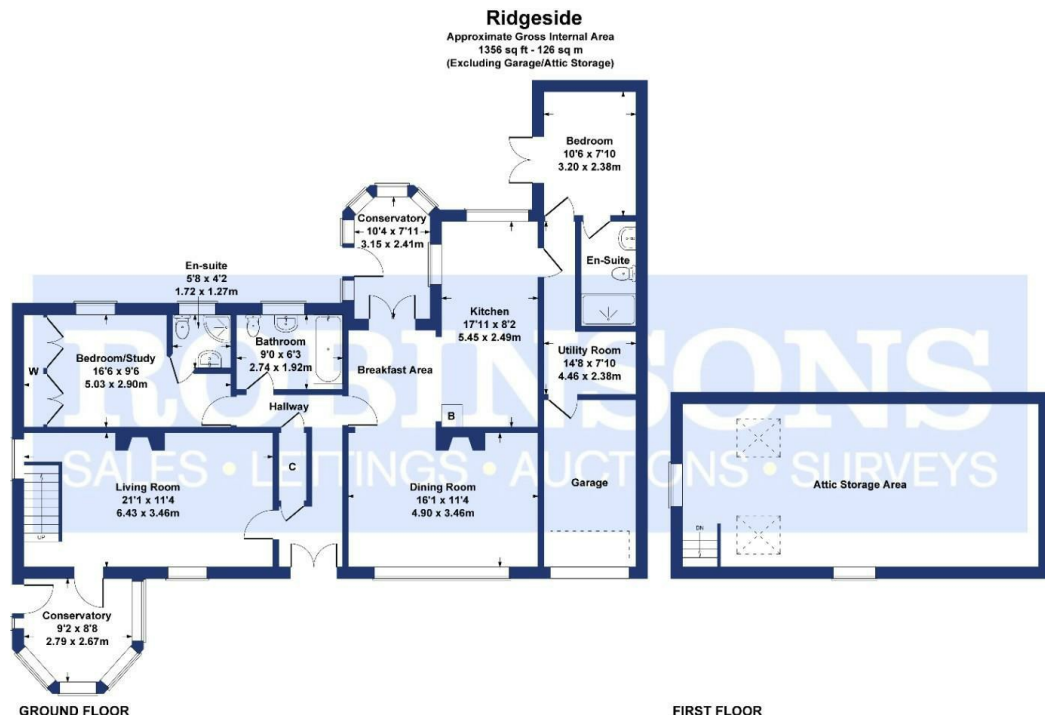 Ridgeside
Approximate Gross Internal Area
1356 sq ft - 126 sq m
(Excluding Garage/Attic Storage)
Bedroom
10'6 x 7'10
3.20 x 2.38m
Conservatory
10'4 x 7'11
3.15 x 2.41m
En-suite
5'8 x 4'2
1.72 x 1.27m
En-Suite
Kitchen
17'11 x 8'2
5.45 x 2.49m
Bathroom
9'0 x 6'3
2.74 x 1.92m
Bedroom/Study
16'6 x 9'6
5.03 x 2.90m
W
Breakfast Area
Utility Room
14'8 x 7'10
4.46 x 2.38m
Hallway
B
ROBINSONS
SALES • LETTINGS • AUCTIONS • SURVEYS
C
Living Room
21'1 x 11'4
6.43 x 3.46m
Dining Room
16'1 x 11'4
4.90 x 3.46m
Garage
Attic Storage Area
UP
DN
Conservatory
9'2 x 8'8
2.79 x 2.67m
GROUND FLOOR
FIRST FLOOR